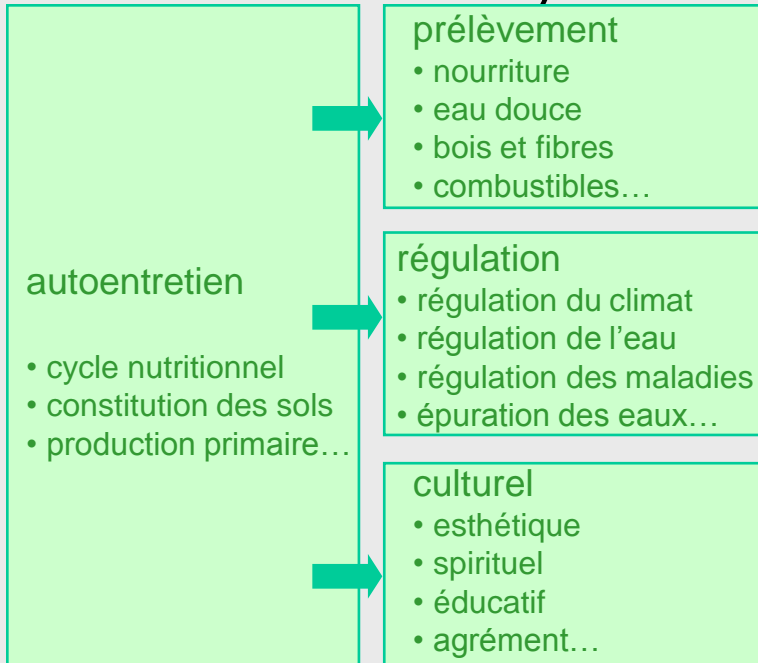 autoentretien
• cycle nutritionnel
• constitution des sols
• production primaire…
prélèvement
• nourriture
• eau douce
• bois et fibres
• combustibles…
régulation
• régulation du climat
• régulation de l’eau
• régulation des maladies
• épuration des eaux…
culturel
• esthétique
• spirituel
• éducatif
• agrément…